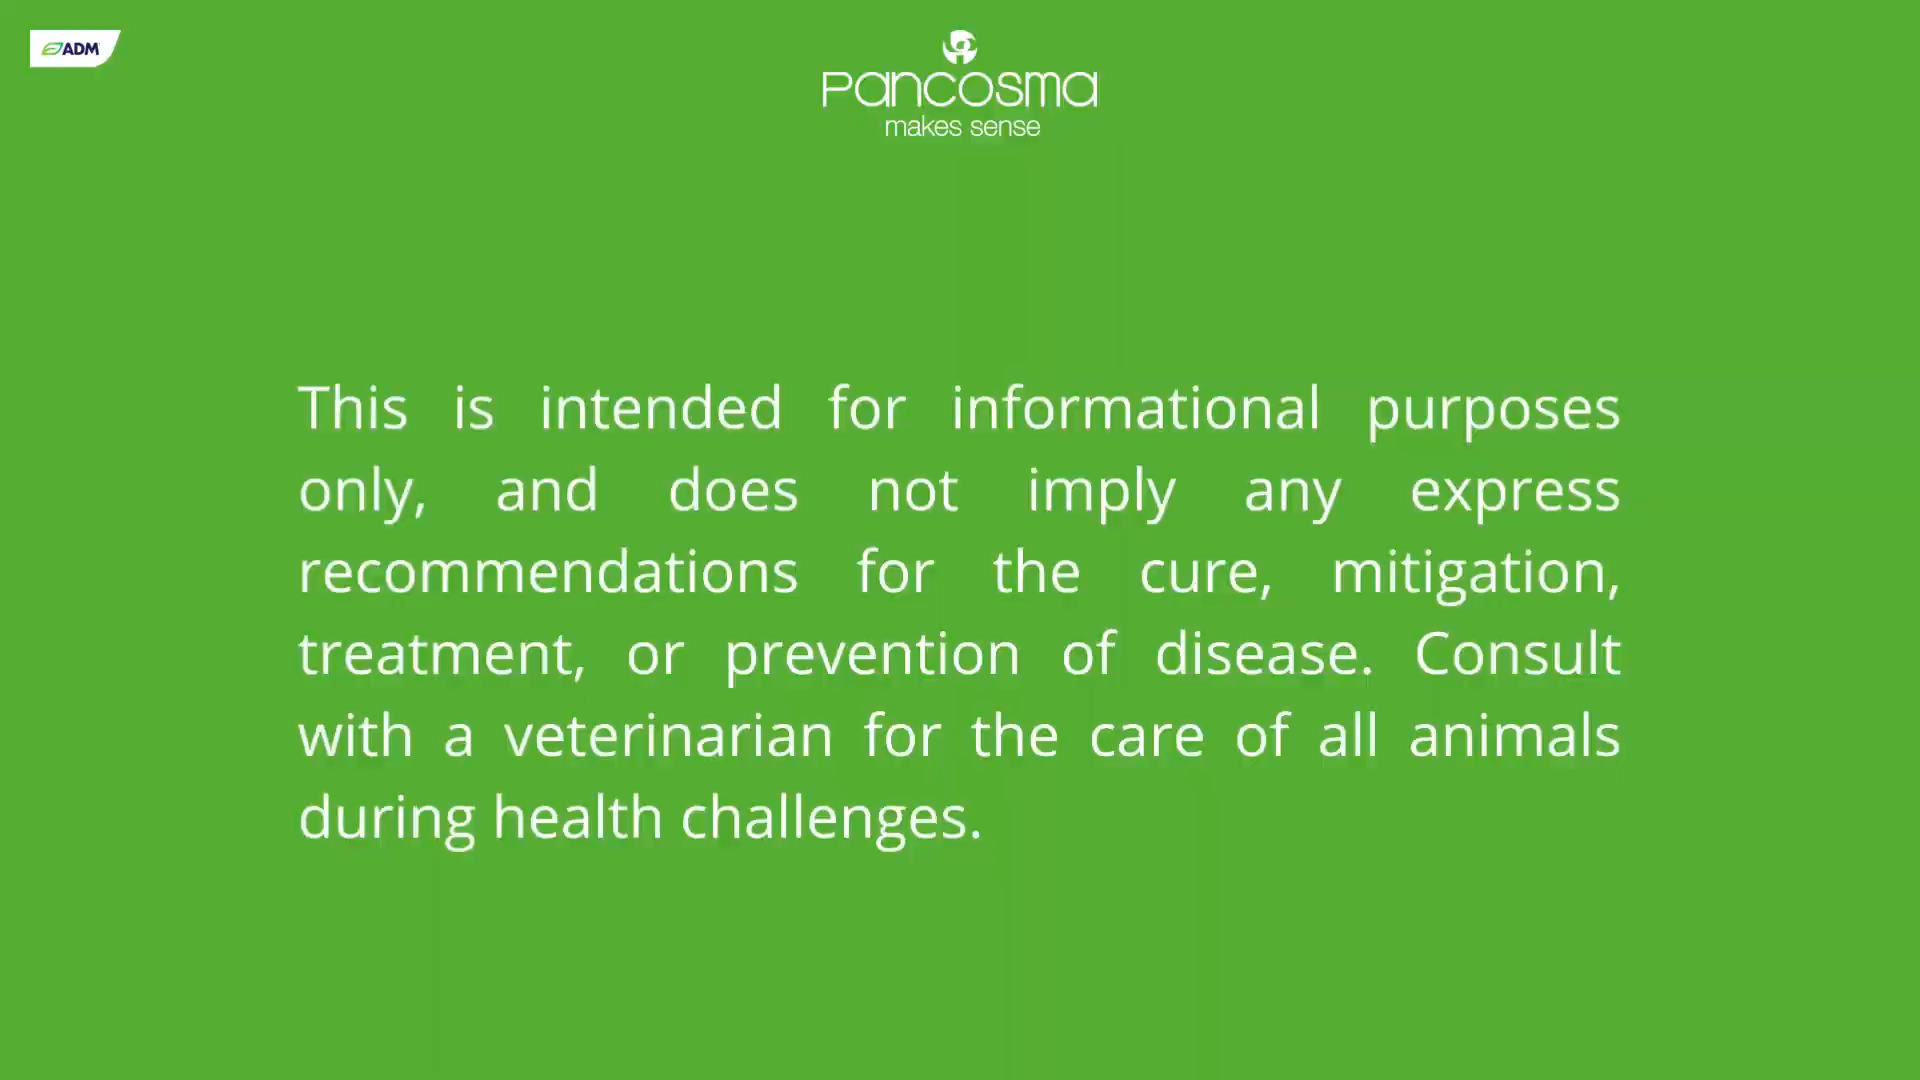 ADM
Pancosma
makes sense
This is intended for informational purposes
only, and does not imply any express
recommendations for the cure, mitigation,
treatment, or prevention of disease. Consult
with a veterinarian for the care of all animals
during health challenges.